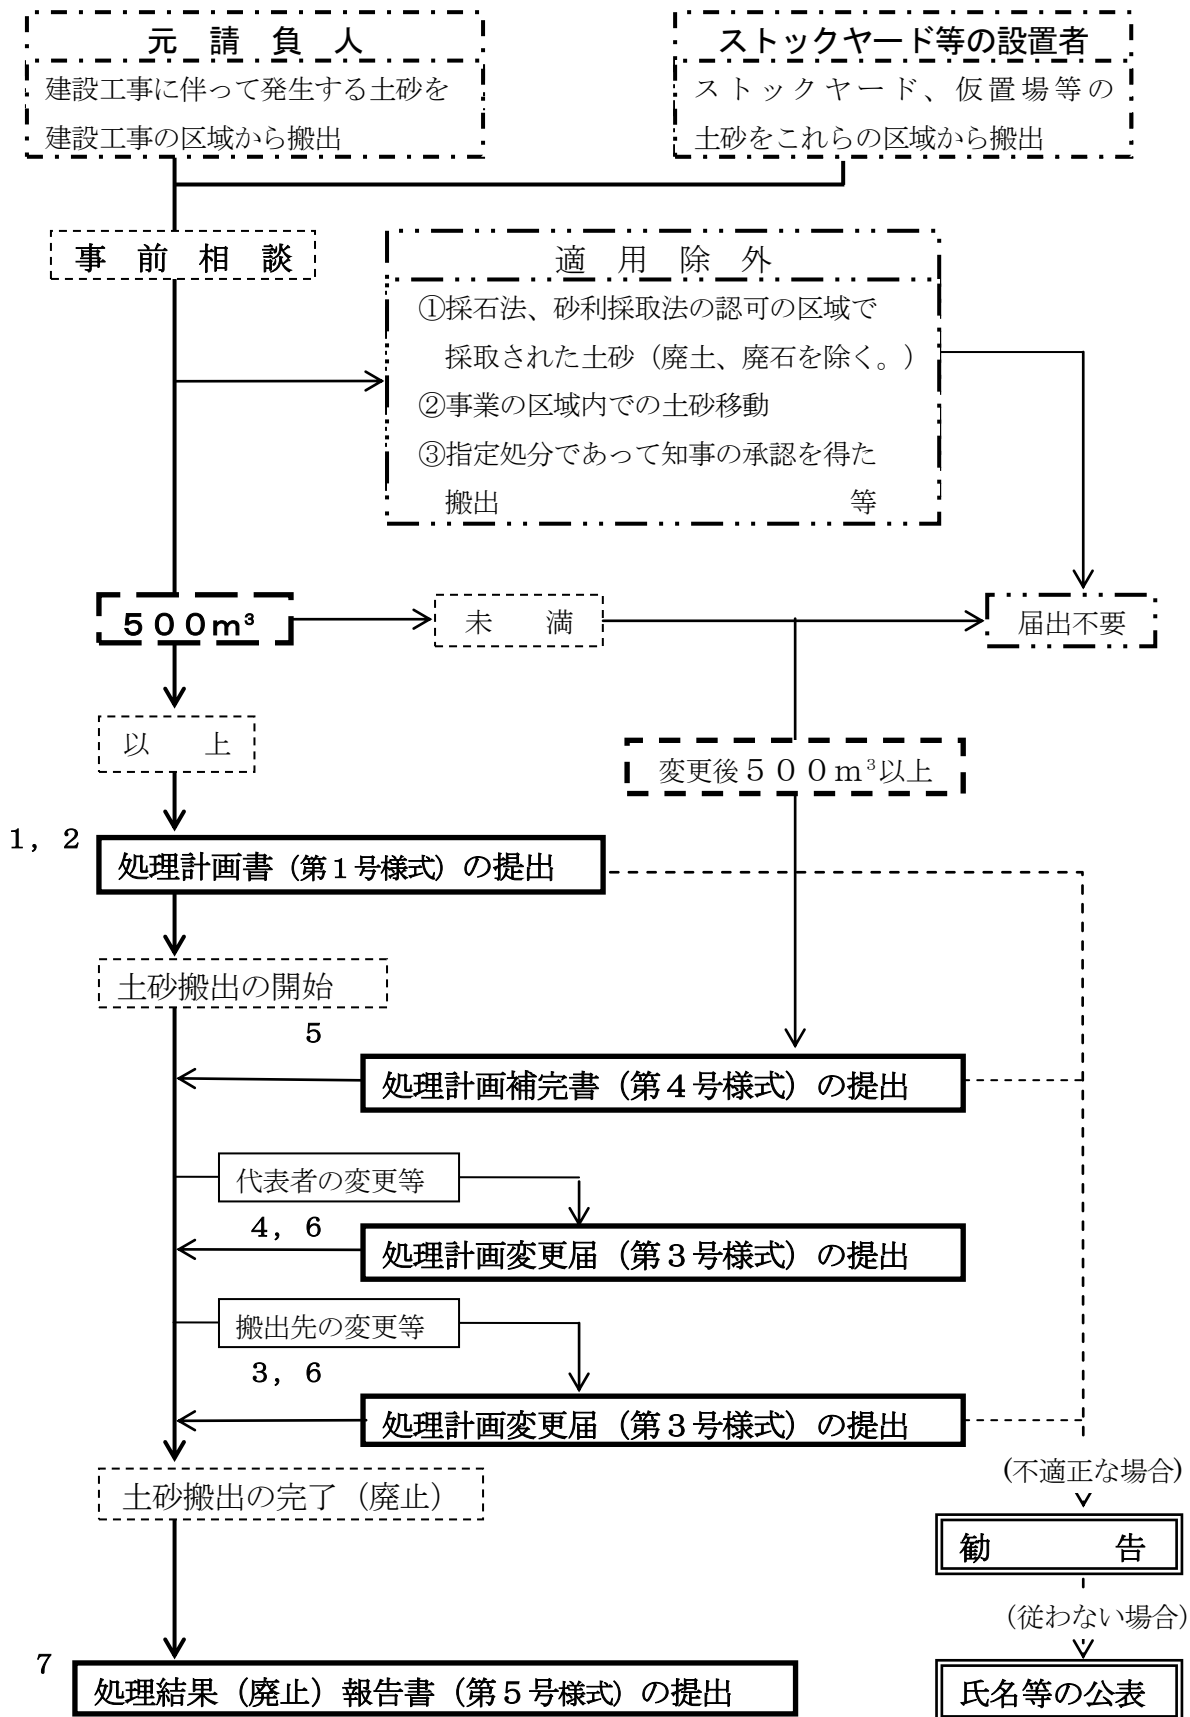 元　請　負　人
建設工事に伴って発生する土砂を
建設工事の区域から搬出
ストックヤード等の設置者
ストックヤード、仮置場等の
土砂をこれらの区域から搬出
事　前　相　談
適　用　除　外
①採石法、砂利採取法の認可の区域で
採取された土砂（廃土、廃石を除く。）
②事業の区域内での土砂移動
③指定処分であって知事の承認を得た
搬出　　　　　　　等
５００ｍ³
未　　満
届出不要
以　　上
変更後５００ｍ³以上
１，２
処理計画書（第１号様式）の提出
土砂搬出の開始
５
処理計画補完書（第４号様式）の提出
代表者の変更等
４，６
処理計画変更届（第３号様式）の提出
搬出先の変更等
３，６
処理計画変更届（第３号様式）の提出
土砂搬出の完了（廃止）
(不適正な場合)
勧　　　　告
(従わない場合)
７
処理結果（廃止）報告書（第５号様式）の提出
氏名等の公表